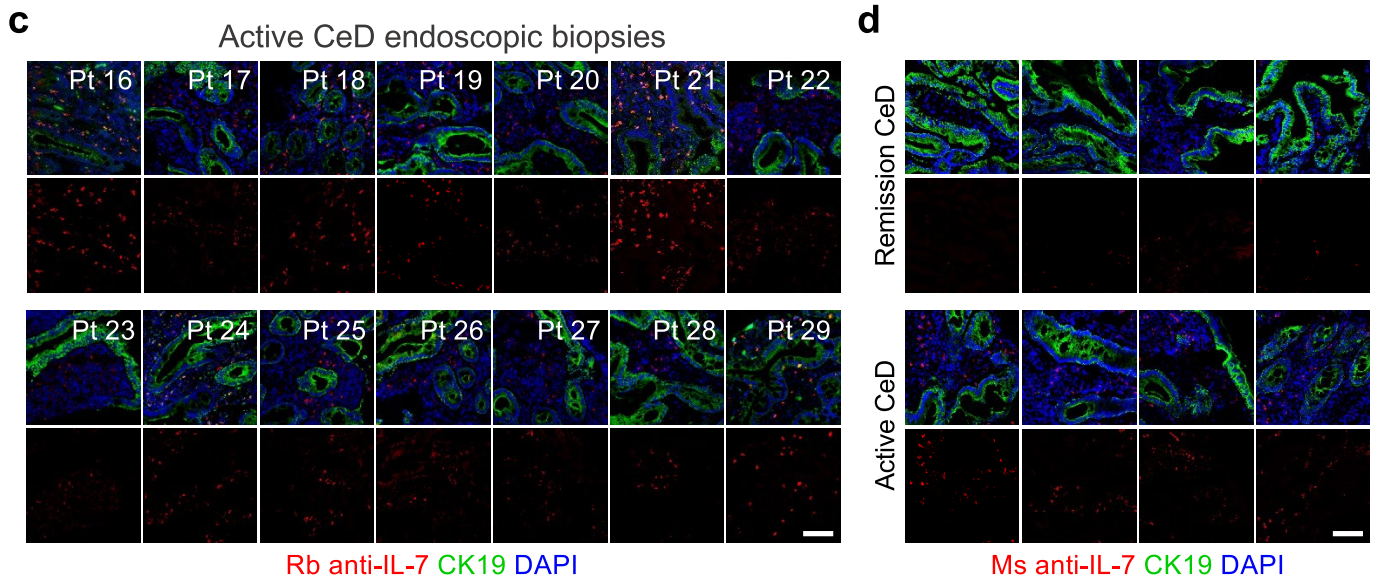 c
Active CeD endoscopic biopsies
Pt 16 Pt 17 Pt 18 Pt 19 Pt 20 Pt 21 Pt 22
Pt 23 Pt 24 Pt 25 Pt 26 Pt 27 Pt 28 Pt 29
Rb anti-IL-7 CK19 DAPI
d
Remission CeD
Active CeD
Ms anti-IL-7 CK19 DAPI